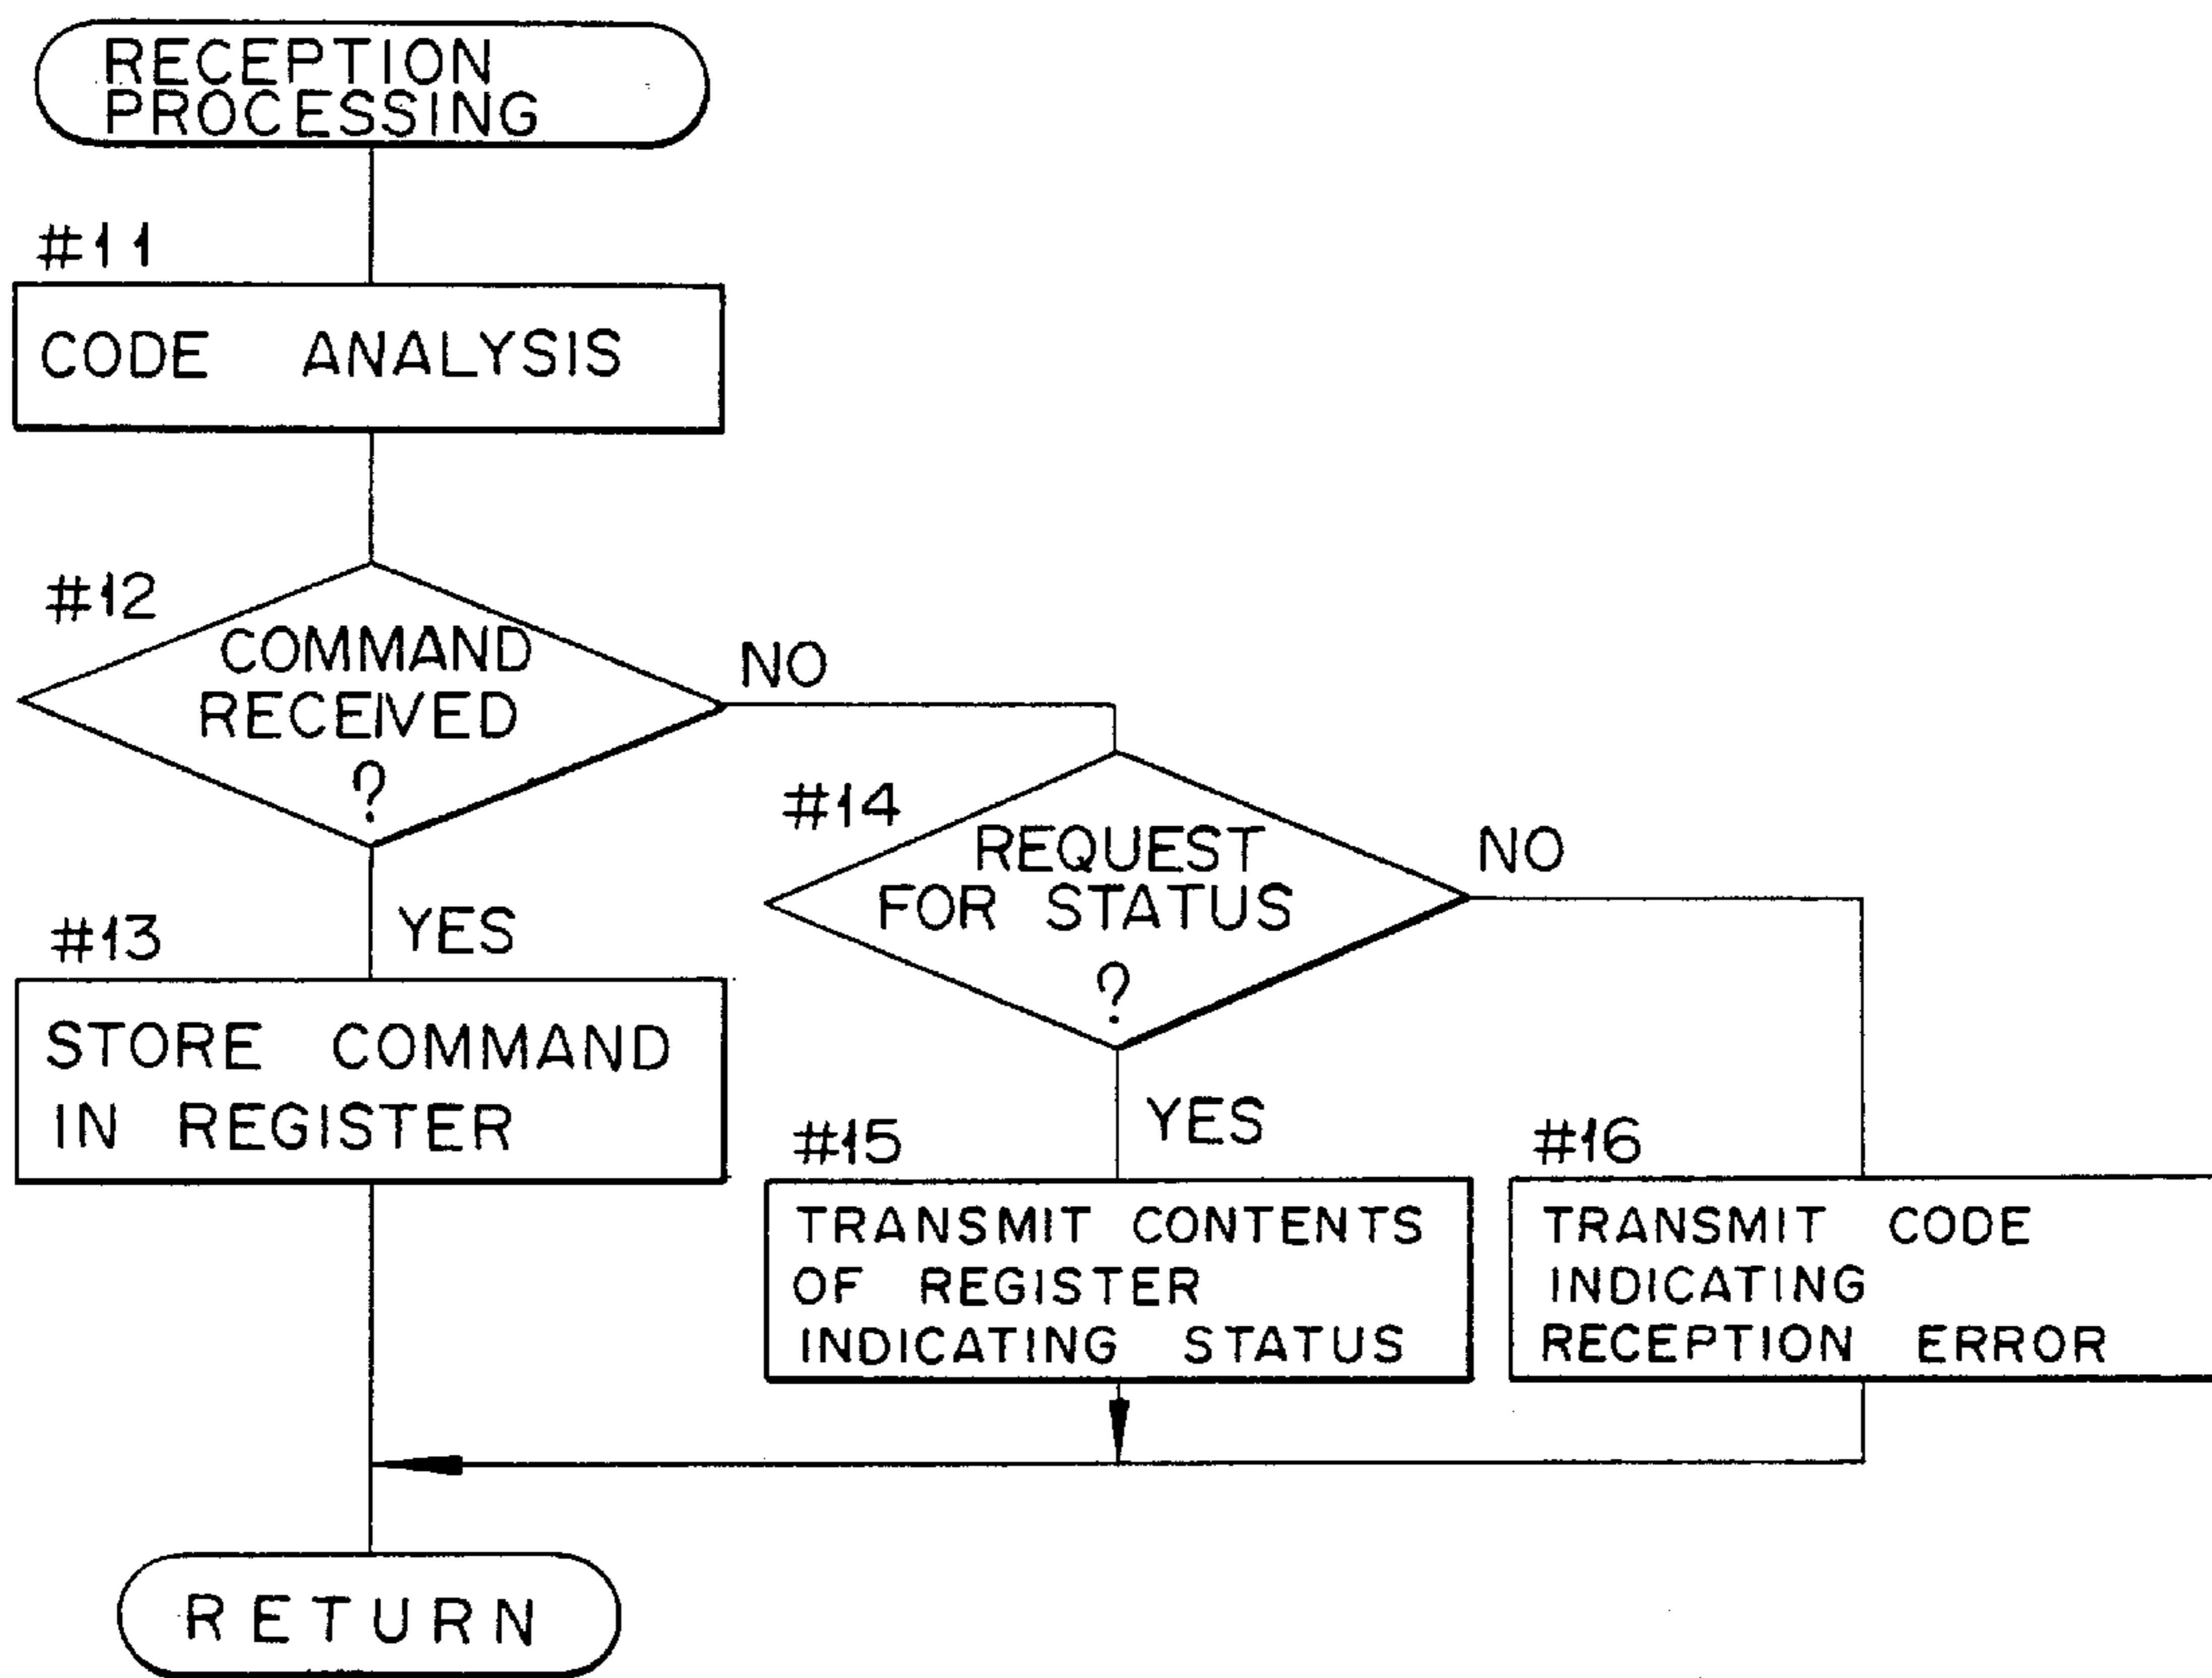 RECEPTION
PROCESSING
#11
CODE ANALYSIS
#12
COMMAND
RECEIVED
?
NO
YES
#13
STORE COMMAND
IN REGISTER
#14
REQUEST
FOR STATUS
?
NO
YES
#15
TRANSMIT CONTENTS
OF REGISTER
INDICATING STATUS
#16
TRANSMIT CODE
INDICATING
RECEPTION ERROR
RETURN